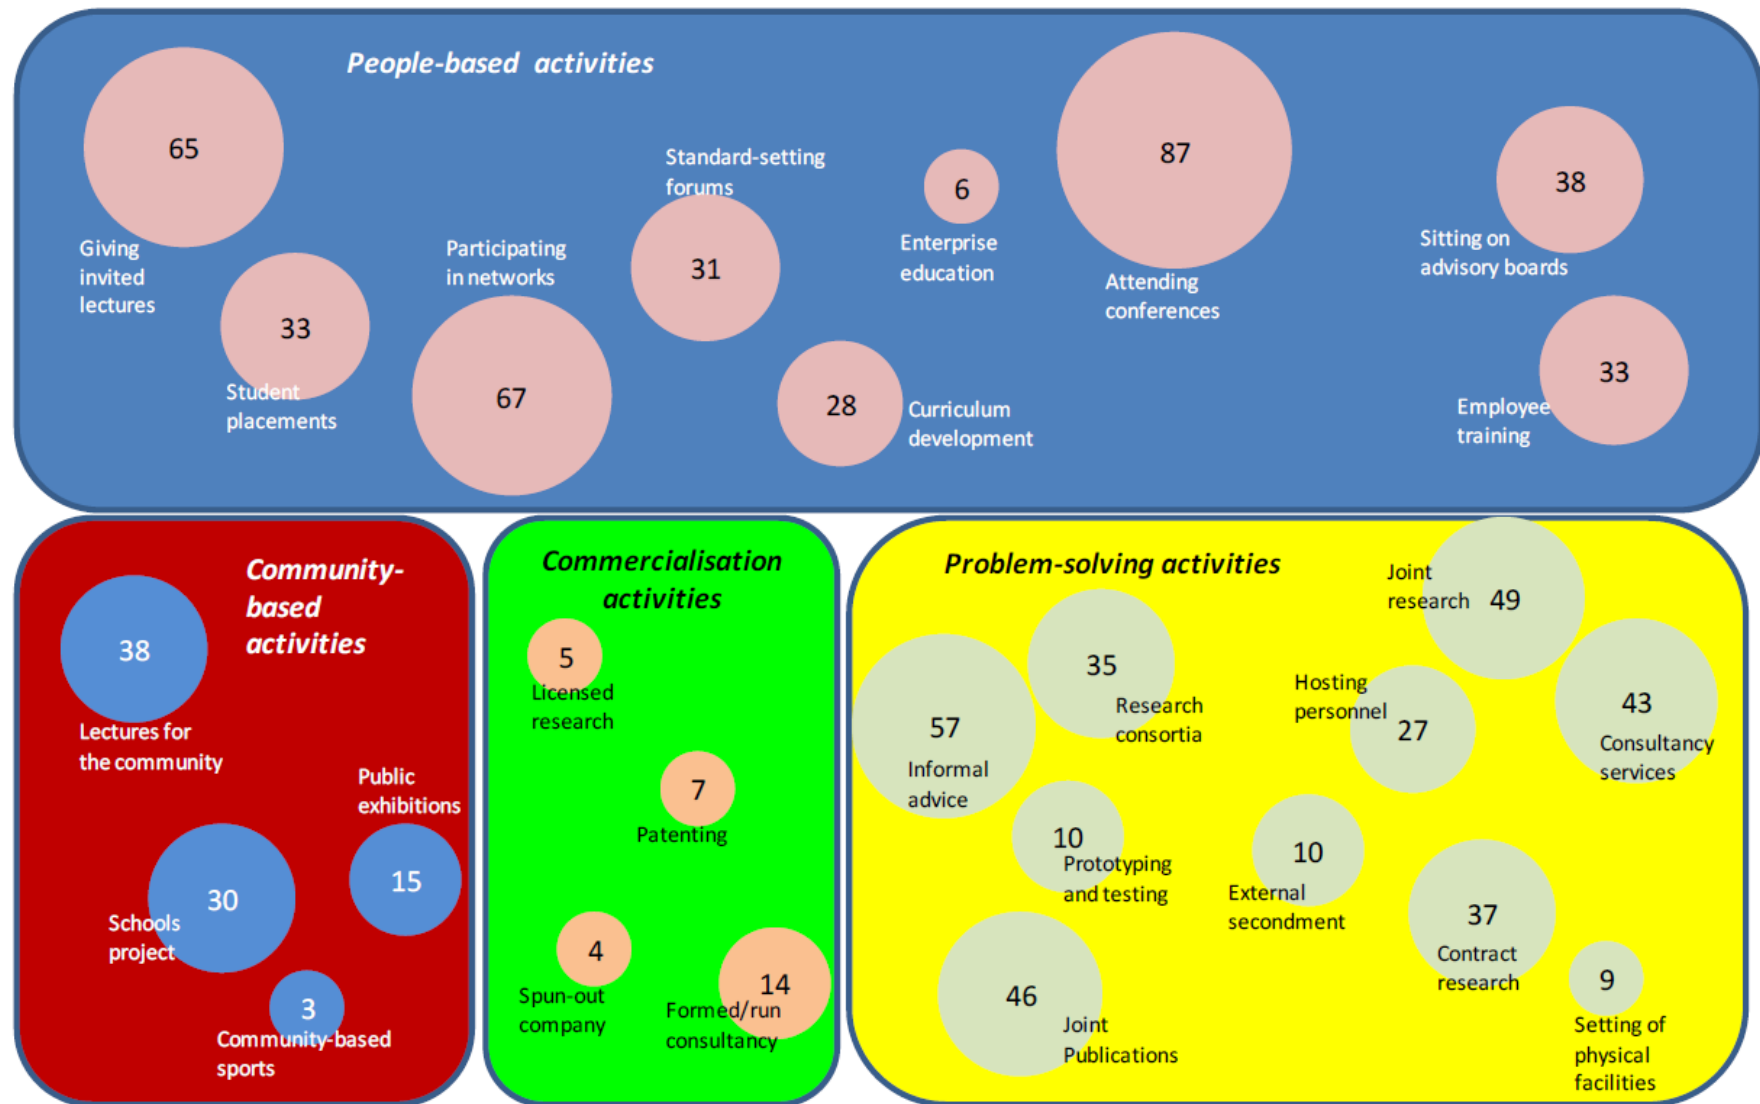 People-based activities
65
Giving
invited
lectures
33
Student
placements
Participating
in networks
67
Standard-setting
forums
31
28
Curriculum
development
6
Enterprise
education
87
Attending
conferences
38
Sitting on
advisory boards
33
Employee
training
Community-
based
activities
38
Lectures for
the community
Public
exhibitions
15
30
Schools
project
3
Community-based
sports
Commercialisation
activities
5
Licensed
research
7
Patenting
4
Spun-out
company
14
Formed/run
consultancy
Problem-solving activities
57
Informal
advice
35
Research
consortia
Joint
research
49
Hosting
personnel
27
43
Consultancy
services
10
Prototyping
and testing
10
External
secondment
37
Contract
research
46
Joint
Publications
9
Setting of
physical
facilities